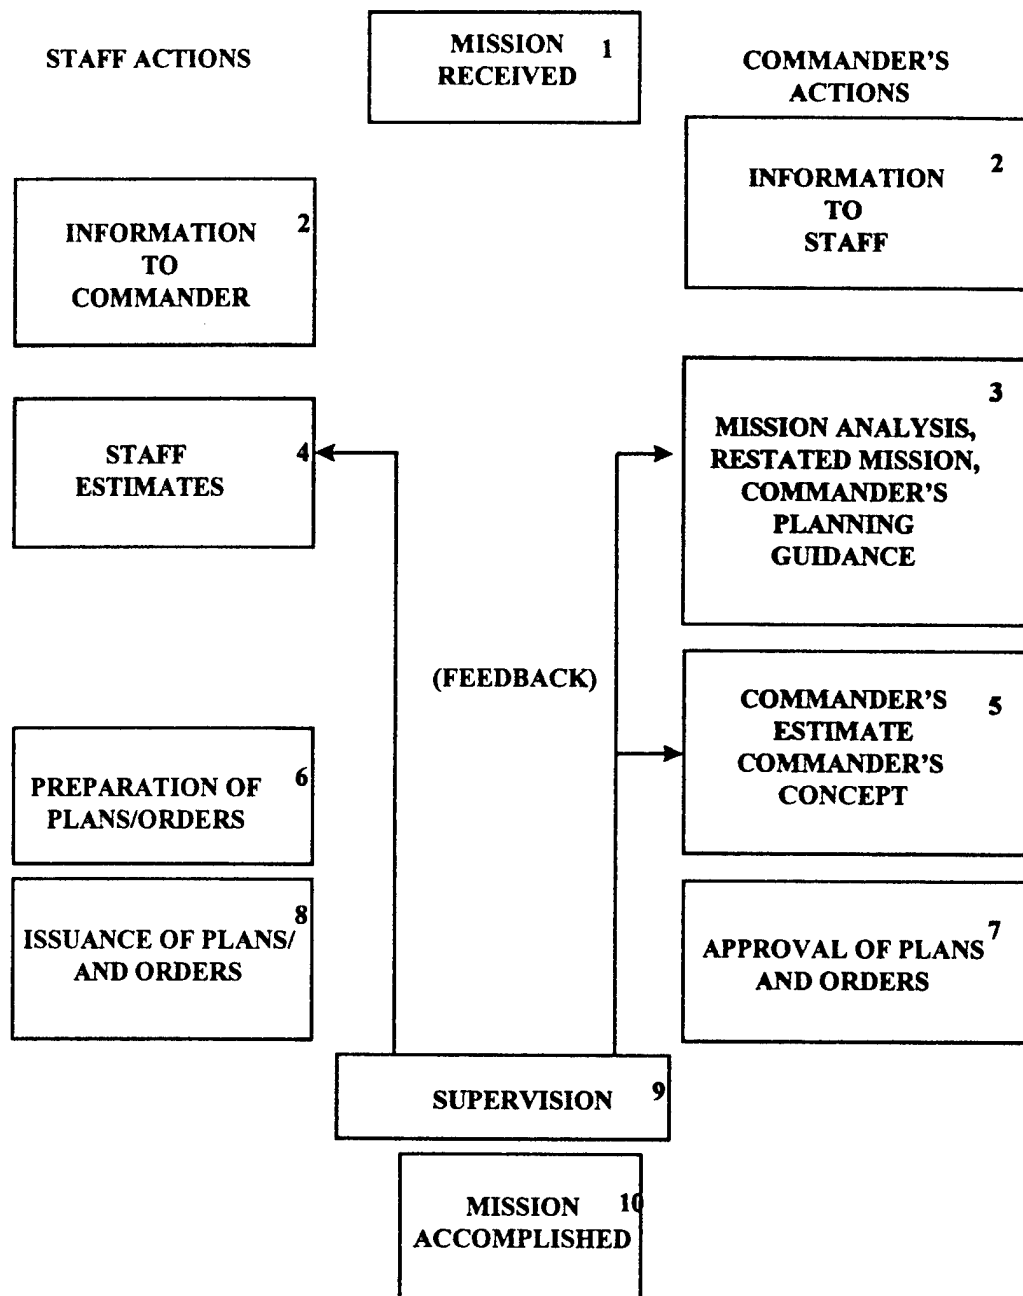 STAFF ACTIONS
MISSION 1
RECEIVED
COMMANDER'S
ACTIONS
2
INFORMATION
TO
STAFF
2
INFORMATION
TO
COMMANDER
3
MISSION ANALYSIS,
RESTATED MISSION,
COMMANDER'S
PLANNING
GUIDANCE
STAFF 4
ESTIMATES
(FEEDBACK)
COMMANDER'S 5
ESTIMATE
COMMANDER'S
CONCEPT
6
PREPARATION OF
PLANS/ORDERS
7
APPROVAL OF PLANS
AND ORDERS
8
ISSUANCE OF PLANS/
AND ORDERS
SUPERVISION 9
MISSION 10
ACCOMPLISHED